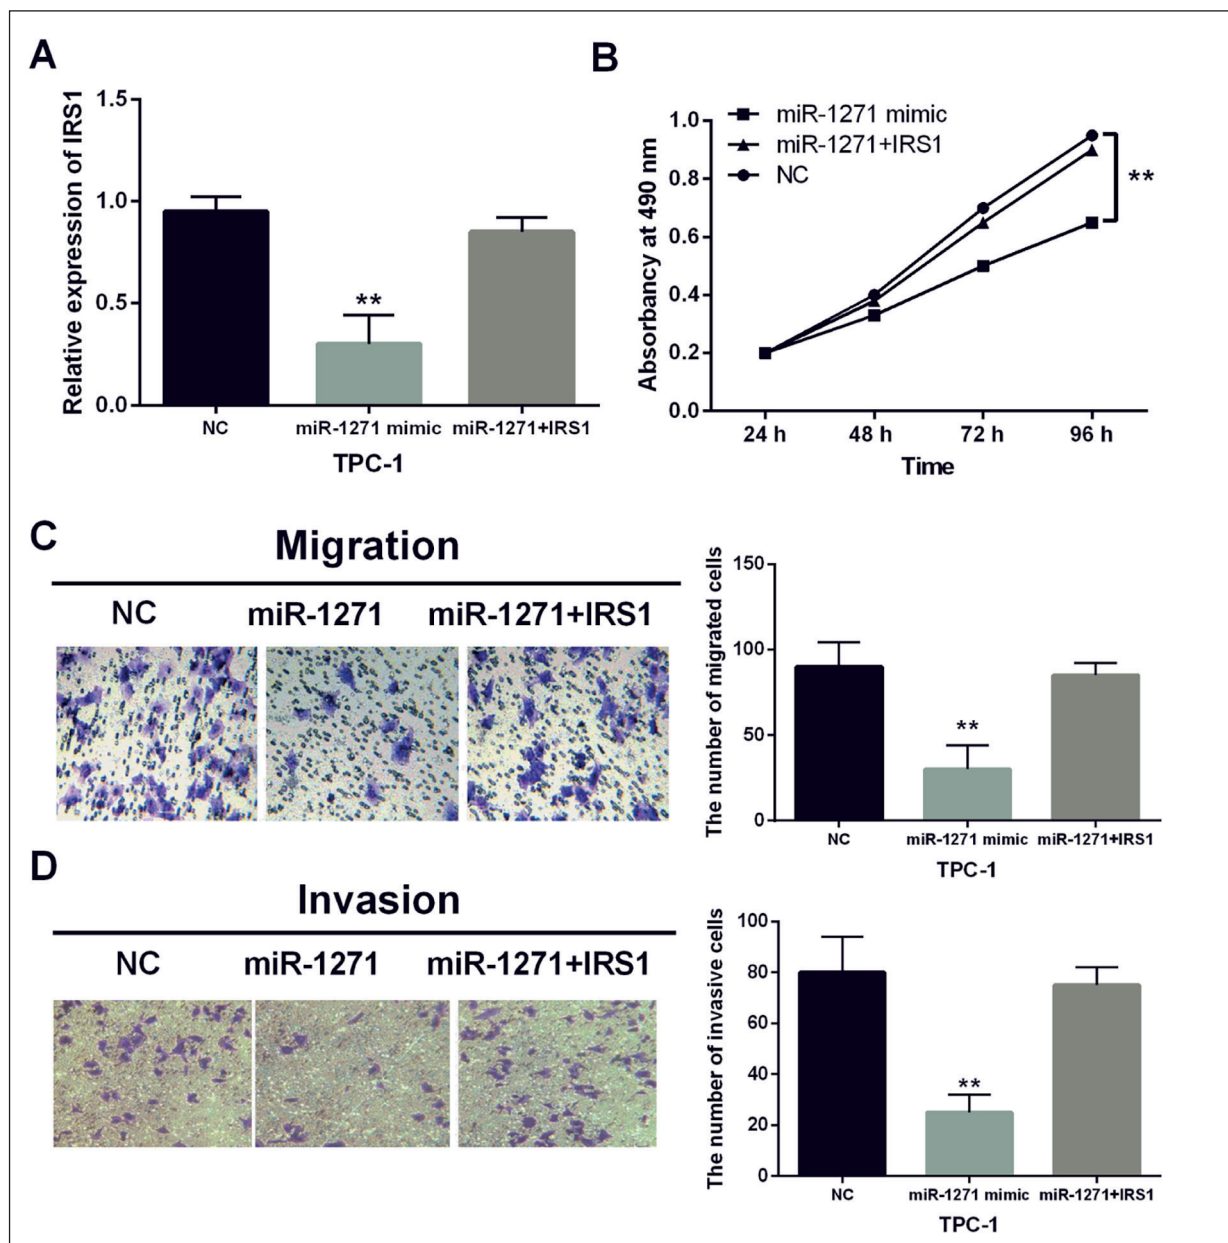 A
Relative expression of IRS1
1.5
1.0
0.5
0.0
**
NC
miR-1271 mimic
miR-1271+IRS1
TPC-1
B
miR-1271 mimic
miR-1271+IRS1
NC
Absorbancy at 490 nm
1.0
0.8
0.6
0.4
0.2
0.0
**
24 h
48 h
72 h
96 h
Time
C
Migration
NC
miR-1271
miR-1271+IRS1
The number of migrated cells
150
100
50
0
**
NC
miR-1271 mimic
miR-1271+IRS1
TPC-1
D
Invasion
NC
miR-1271
miR-1271+IRS1
The number of invasive cells
100
80
60
40
20
0
**
NC
miR-1271 mimic
miR-1271+IRS1
TPC-1